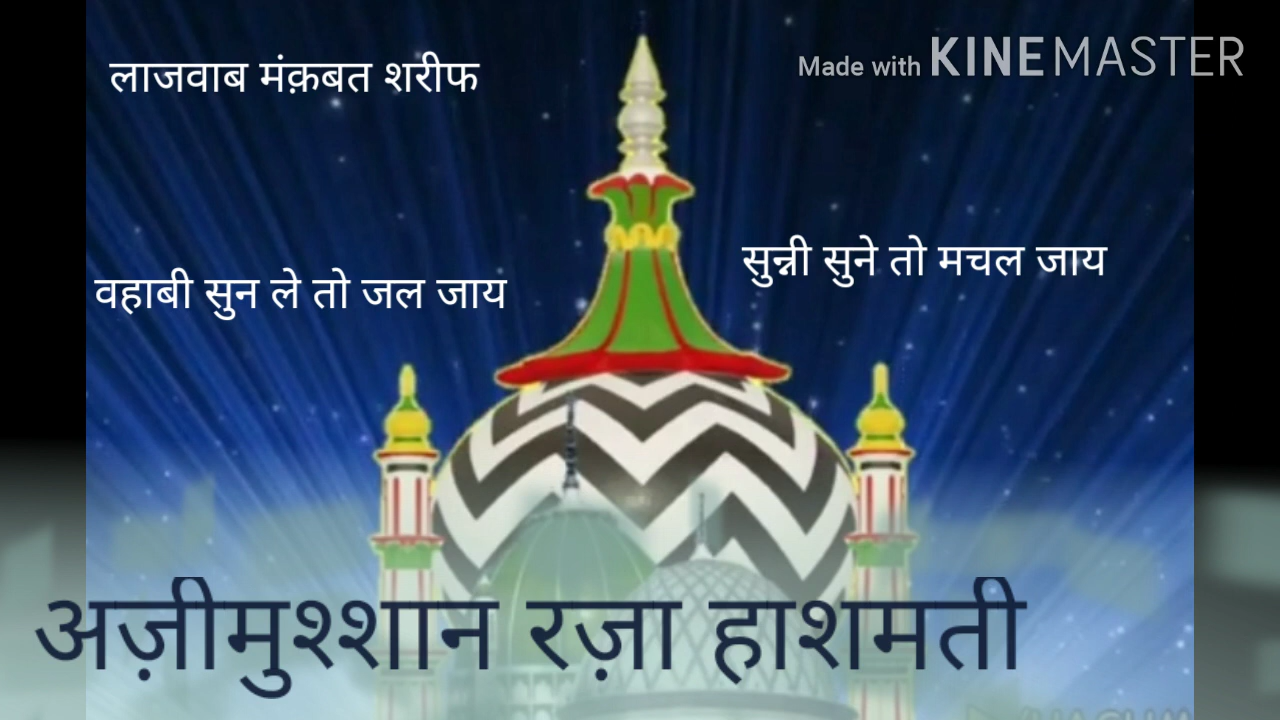 लाजवाब मंक़बत शरीफ
Made with KINEMASTER
सुन्नी सुने तो मचल जाय
वहाबी सुन ले तो जल जाय
अज़ीमुश्शान रज़ा हाशमती